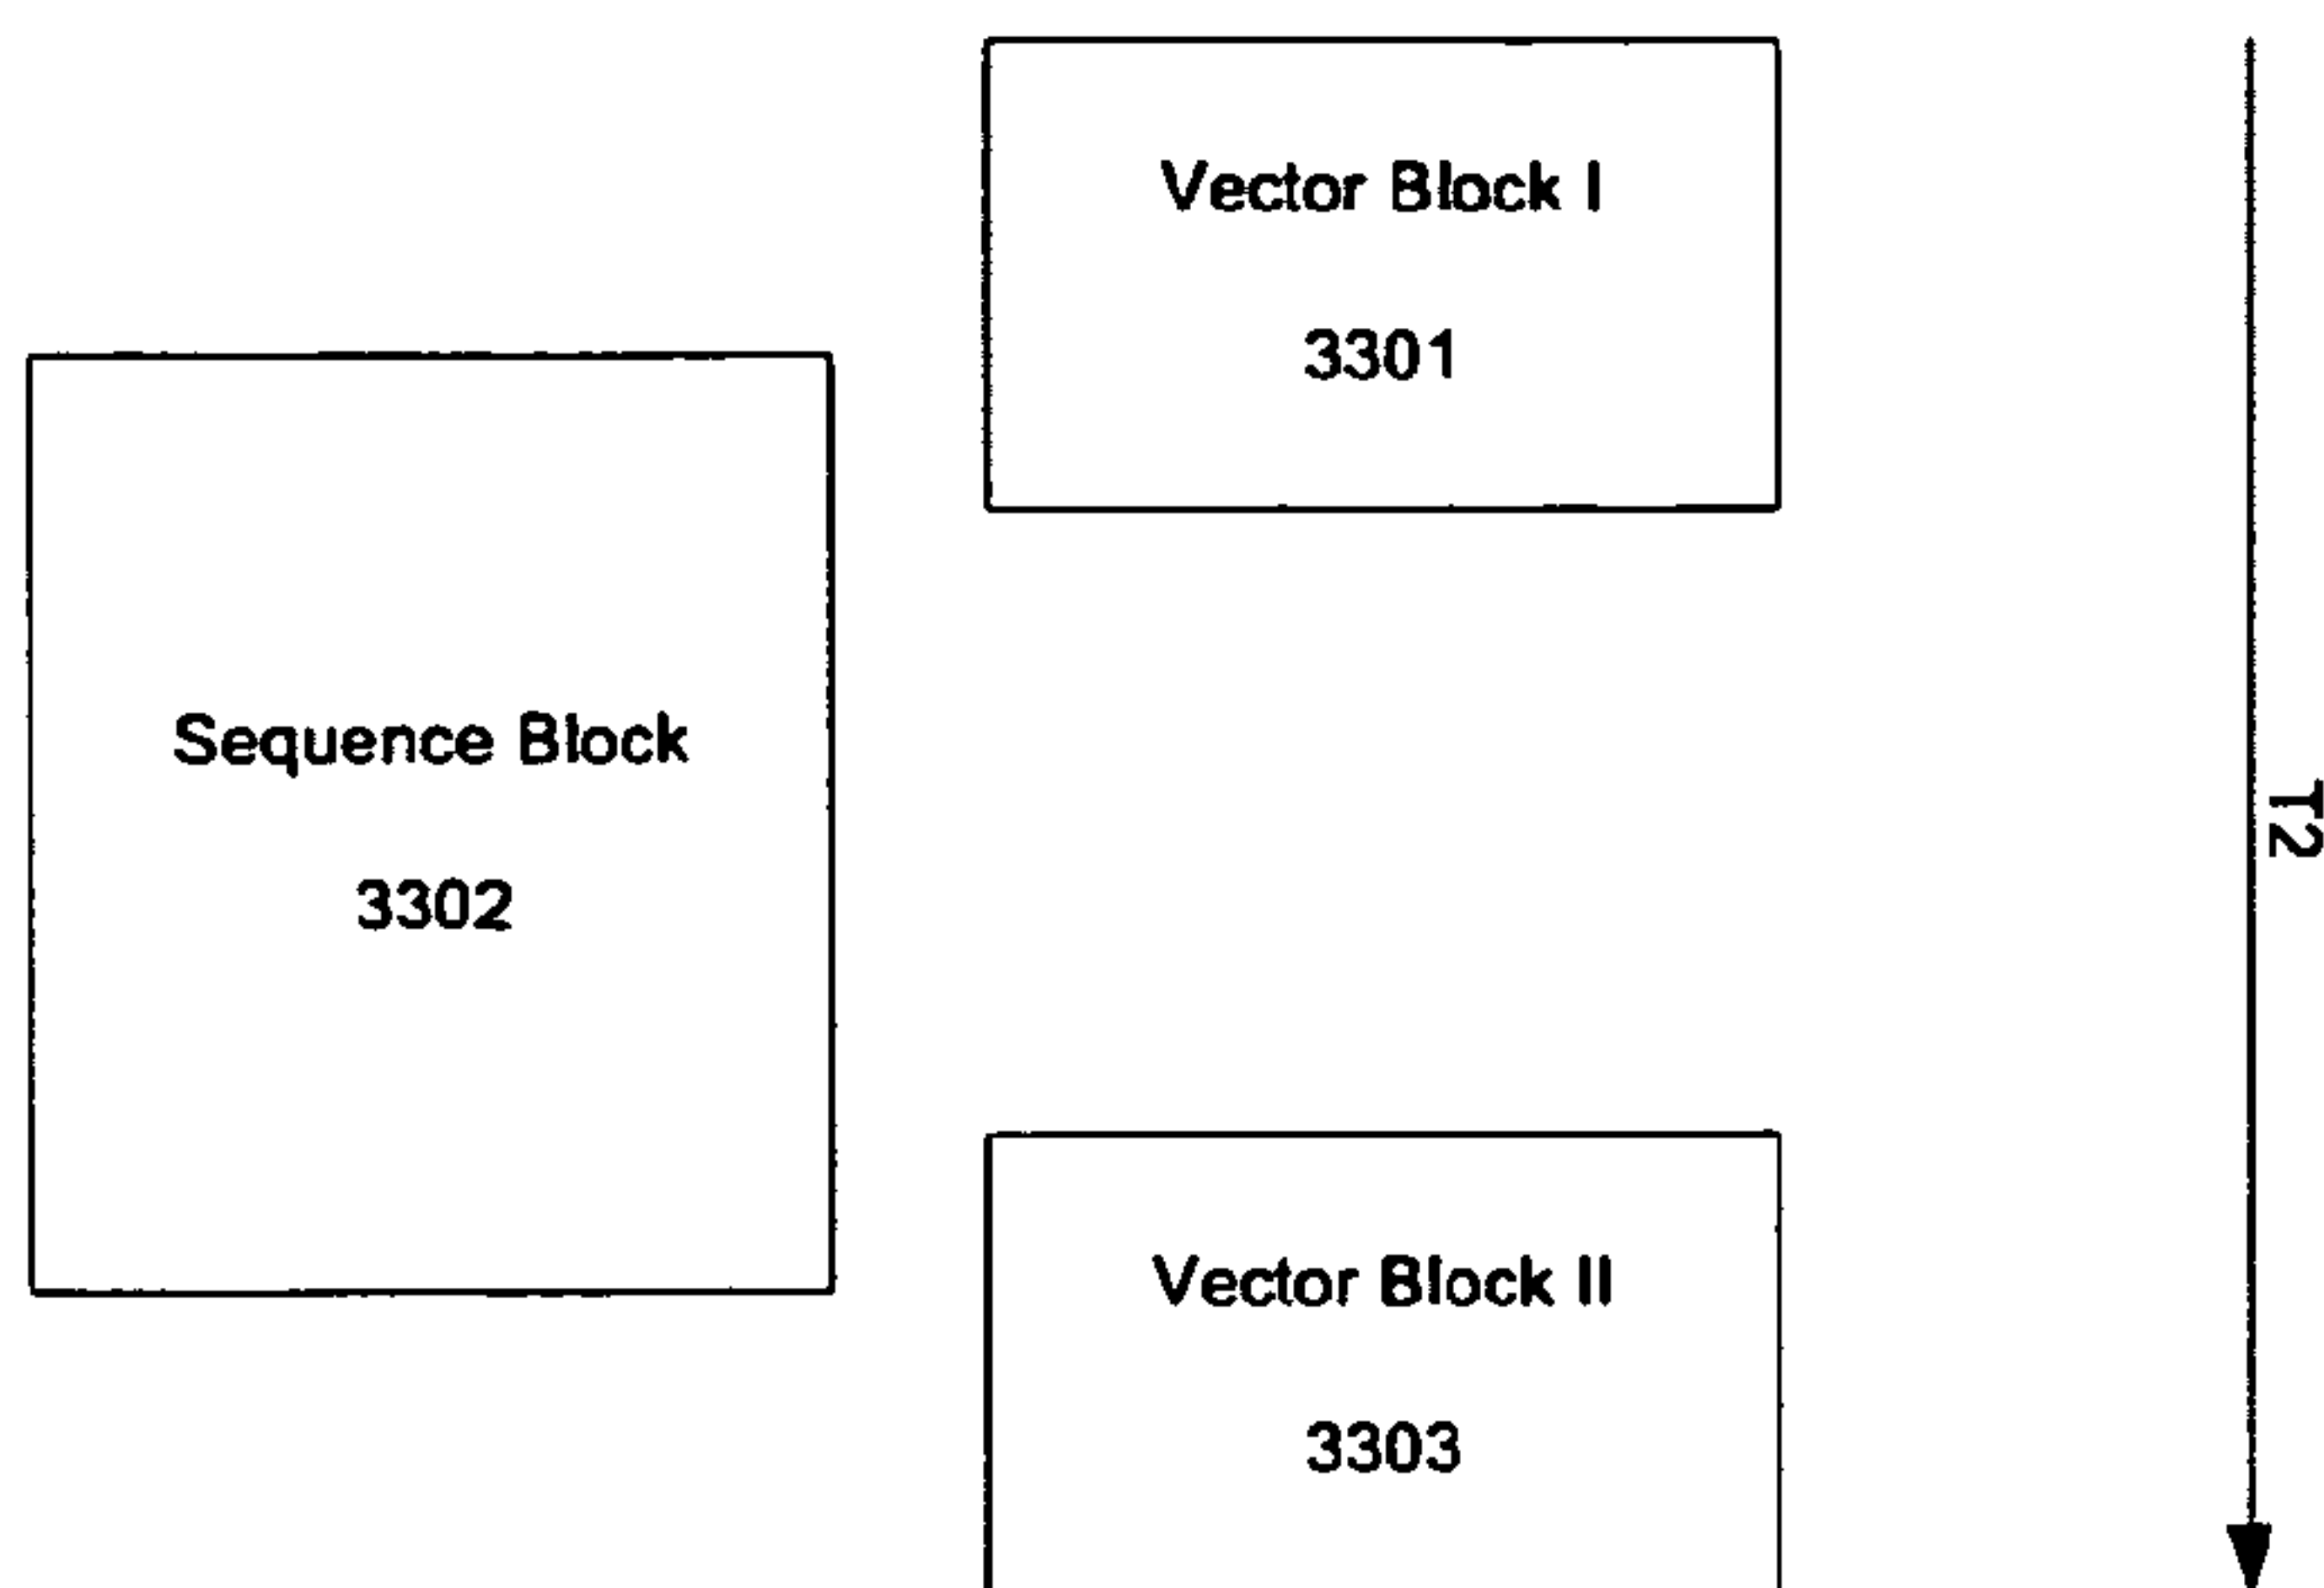 Vector Block I
3301
Sequence Block
3302
T2
Vector Block II
3303